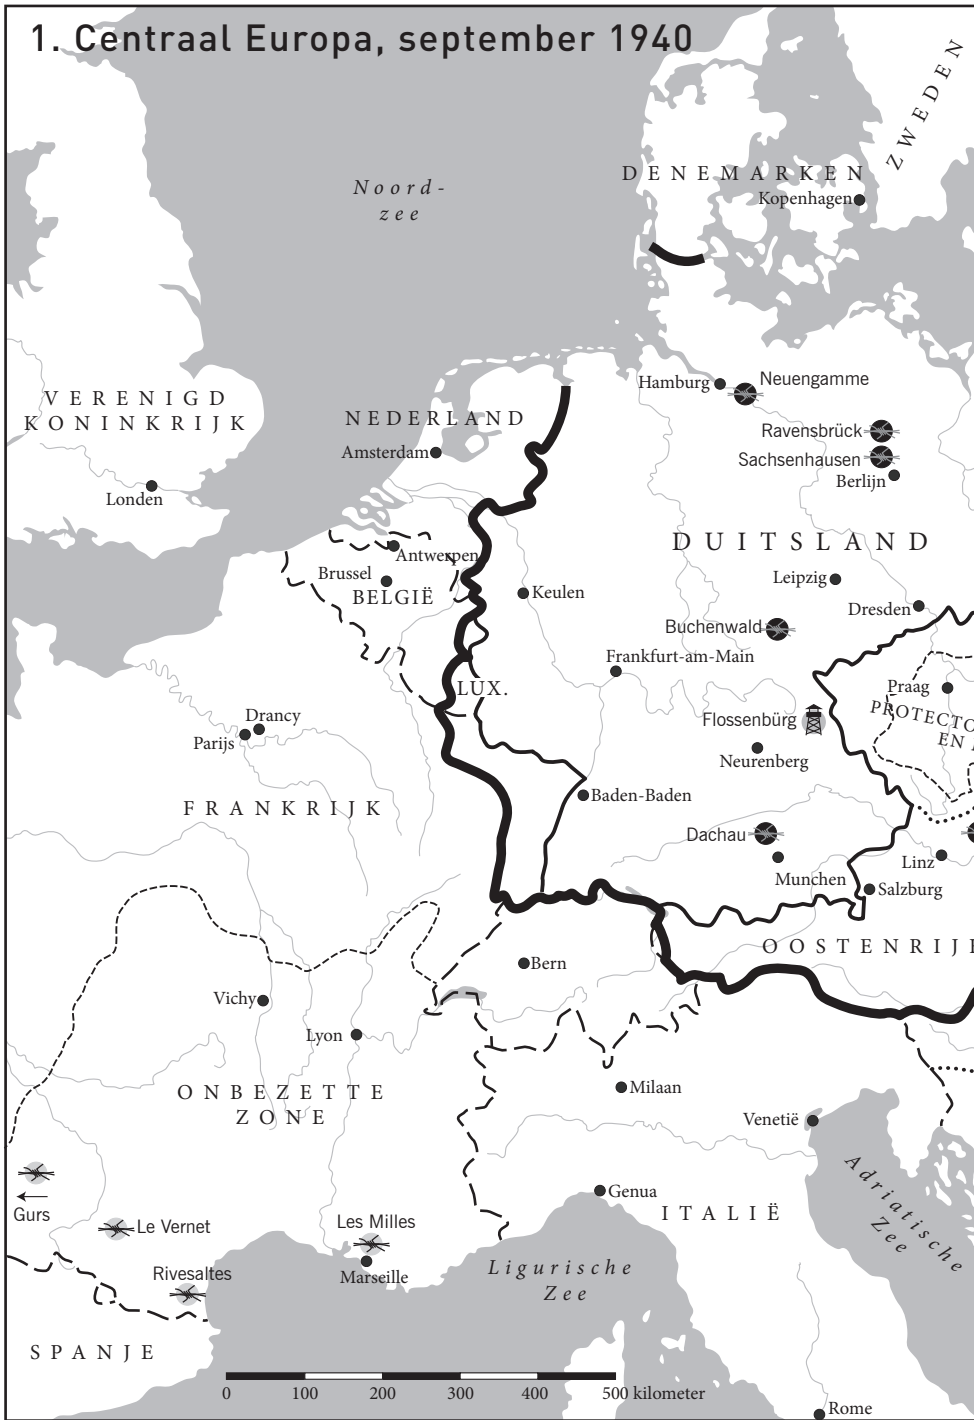 1. Centraal Europa, september 1940
ZWEDEN
Noord-
zee
DENEMARKEN
Kopenhagen
Hamburg
Neuengamme
VERENIGD
KONINKRIJK
NEDERLAND
Ravensbrück
Amsterdam
Sachsenhausen
Berlijn
Londen
DUITSLAND
Antwerpen
Brussel
BELGIË
Keulen
Leipzig
Dresden
Buchenwald
Frankfurt-am-Main
LUX.
Praag
PROTECTO
EN
Flossenbürg
Drancy
Parijs
Neurenberg
Baden-Baden
FRANKRIJK
Dachau
Linz
Munchen
Salzburg
OOSTENRIJK
Bern
Vichy
Lyon
ONBEZETTE
ZONE
Milaan
Venetië
Adriatische
Zee
Gurs
Genua
ITALIË
Le Vernet
Les Milles
Marseille
Rivesaltes
Ligurische
Zee
SPANJE
0 100 200 300 400 500 kilometer
Rome